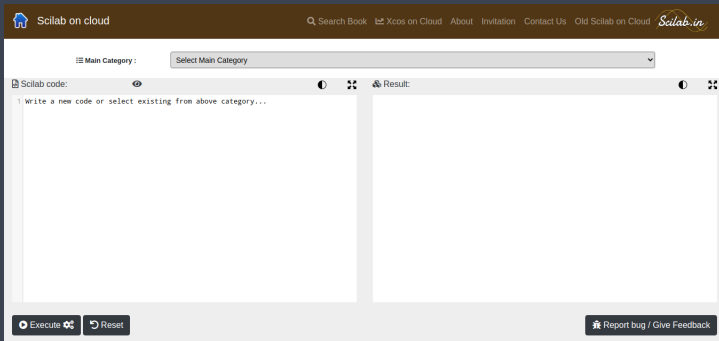 Scilab on cloud
Search Book Xcos on Cloud About Invitation Contact Us Old Scilab on Cloud Scilab.in
Main Category : Select Main Category
Scilab code:
Result:
1 Write a new code or select existing from above category...
Execute Reset
Report bug / Give Feedback